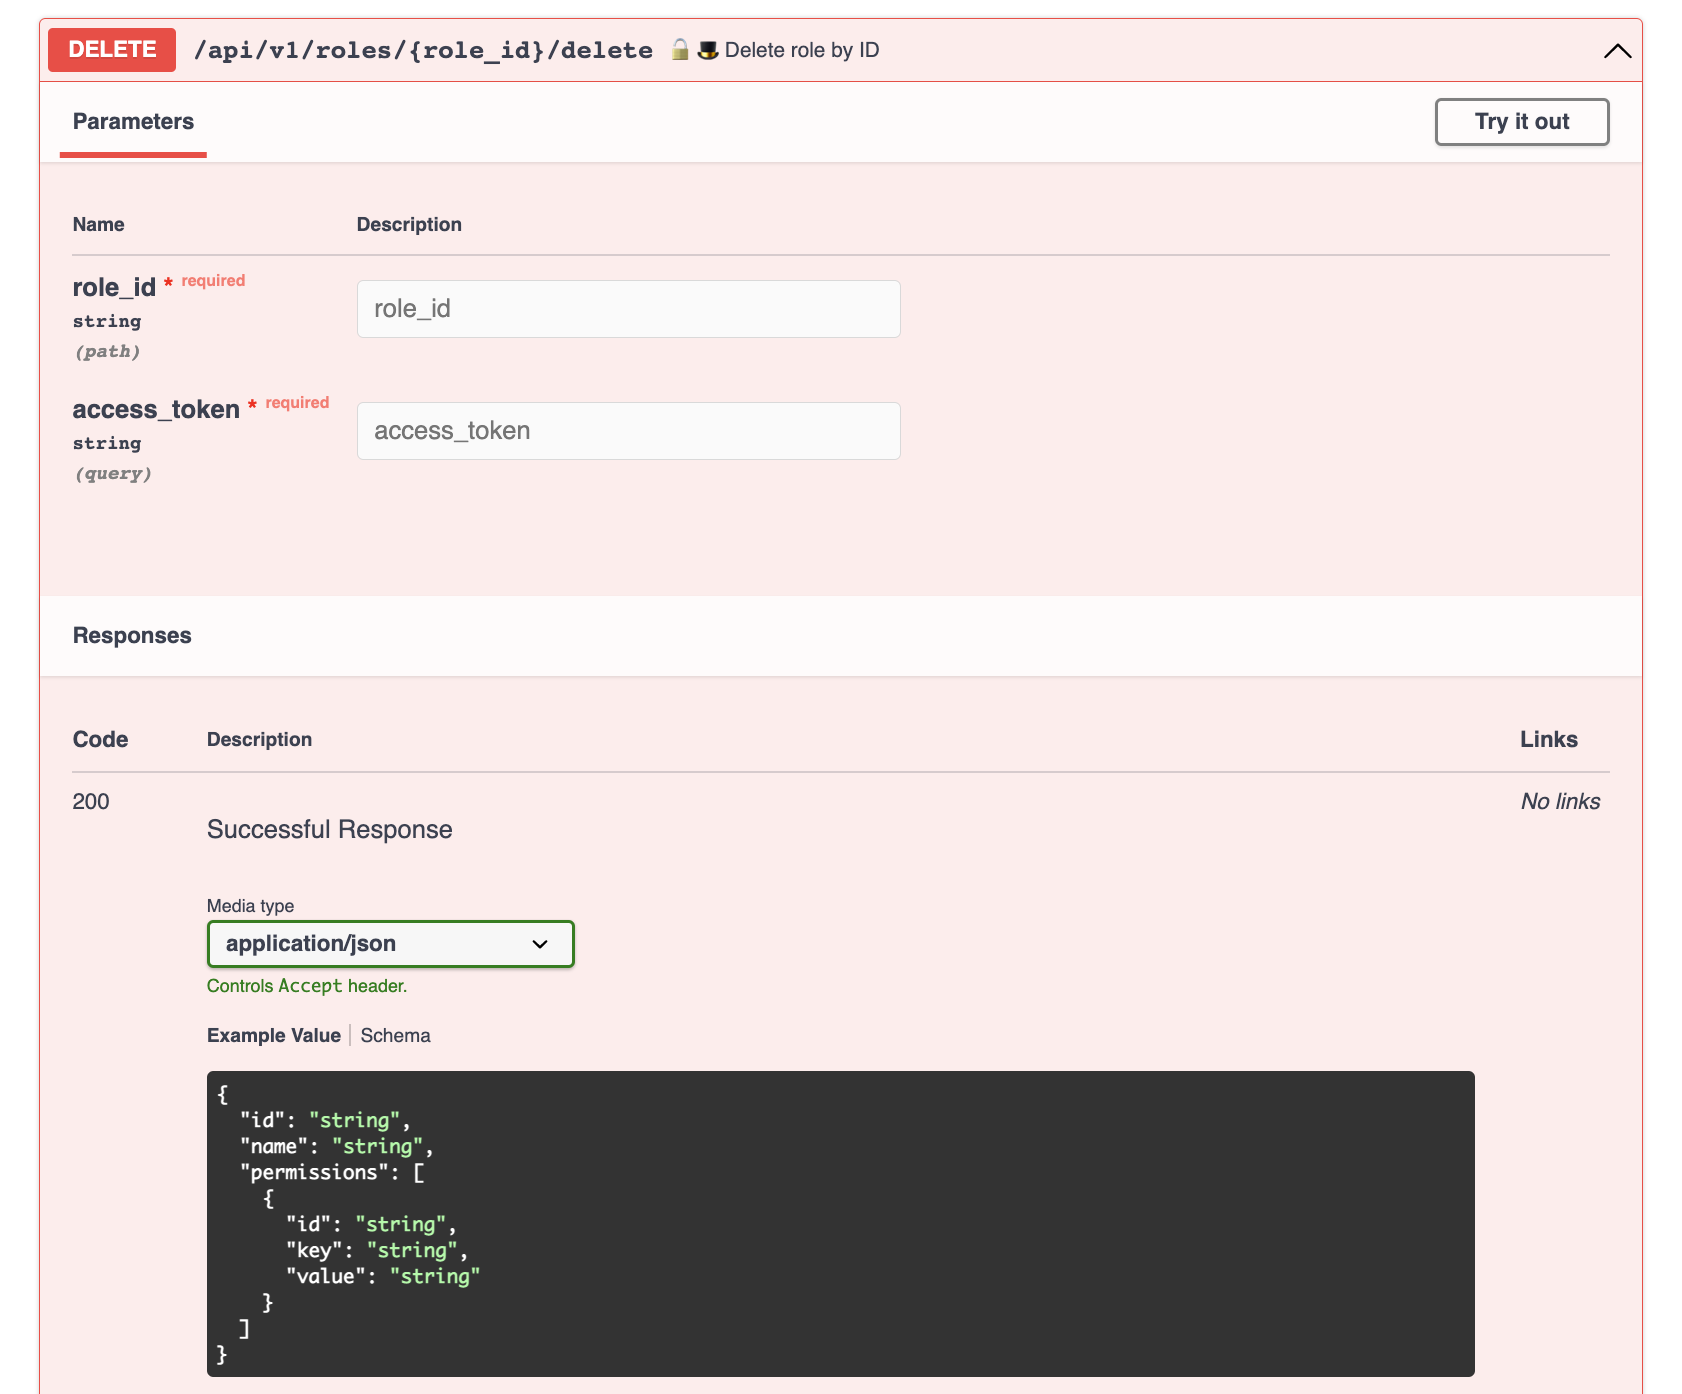 DELETE /api/v1/roles/{role_id}/delete 🔓 🎩 Delete role by ID
Parameters
Try it out
Name Description
role_id * required
string
(path)
role_id
access_token * required
string
(query)
access_token
Responses
Code Description Links
200
Successful Response
No links
Media type
application/json
Controls Accept header.
Example Value | Schema
{
  "id": "string",
  "name": "string",
  "permissions": [
    {
      "id": "string",
      "key": "string",
      "value": "string"
    }
  ]
}